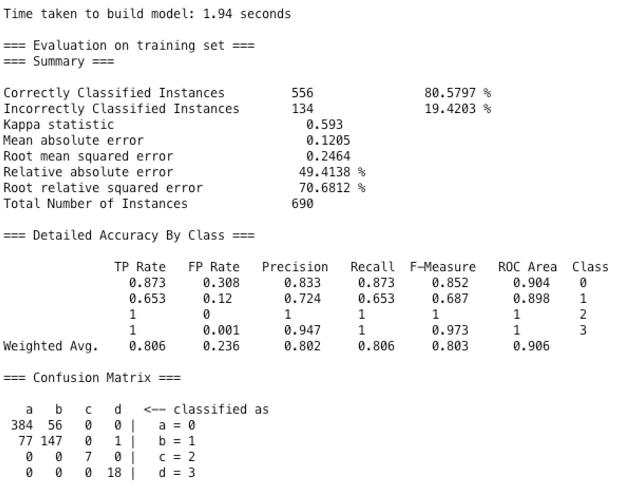 Time taken to build model: 1.94 seconds
=== Evaluation on training set ===
=== Summary ===
Correctly Classified Instances 556 80.5797 %
Incorrectly Classified Instances 134 19.4203 %
Kappa statistic 0.593
Mean absolute error 0.1205
Root mean squared error 0.2464
Relative absolute error 49.4138 %
Root relative squared error 70.6812 %
Total Number of Instances 690
=== Detailed Accuracy By Class ===
TP Rate FP Rate Precision Recall F-Measure ROC Area Class
0.873 0.308 0.833 0.873 0.852 0.904 0
0.653 0.12 0.724 0.653 0.687 0.898 1
1 0 1 1 1 1 2
1 0.001 0.947 1 0.973 1 3
Weighted Avg. 0.806 0.236 0.802 0.806 0.803 0.906
=== Confusion Matrix ===
a b c d <-- classified as
384 56 0 0 | a = 0
77 147 0 1 | b = 1
0 0 7 0 | c = 2
0 0 0 18 | d = 3